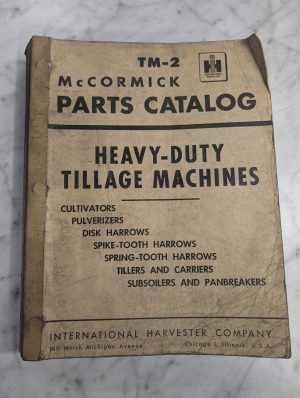 TM-2
McCORMICK
PARTS CATALOG
HEAVY-DUTY
TILLAGE MACHINES
CULTIVATORS
PULVERIZERS
DISK HARROWS
SPIKE-TOOTH HARROWS
SPRING-TOOTH HARROWS
TILLERS AND CARRIERS
SUBSOILERS AND PANBREAKERS
INTERNATIONAL HARVESTER COMPANY
180 North Michigan Avenue Chicago 1, Illinois, U.S.A.